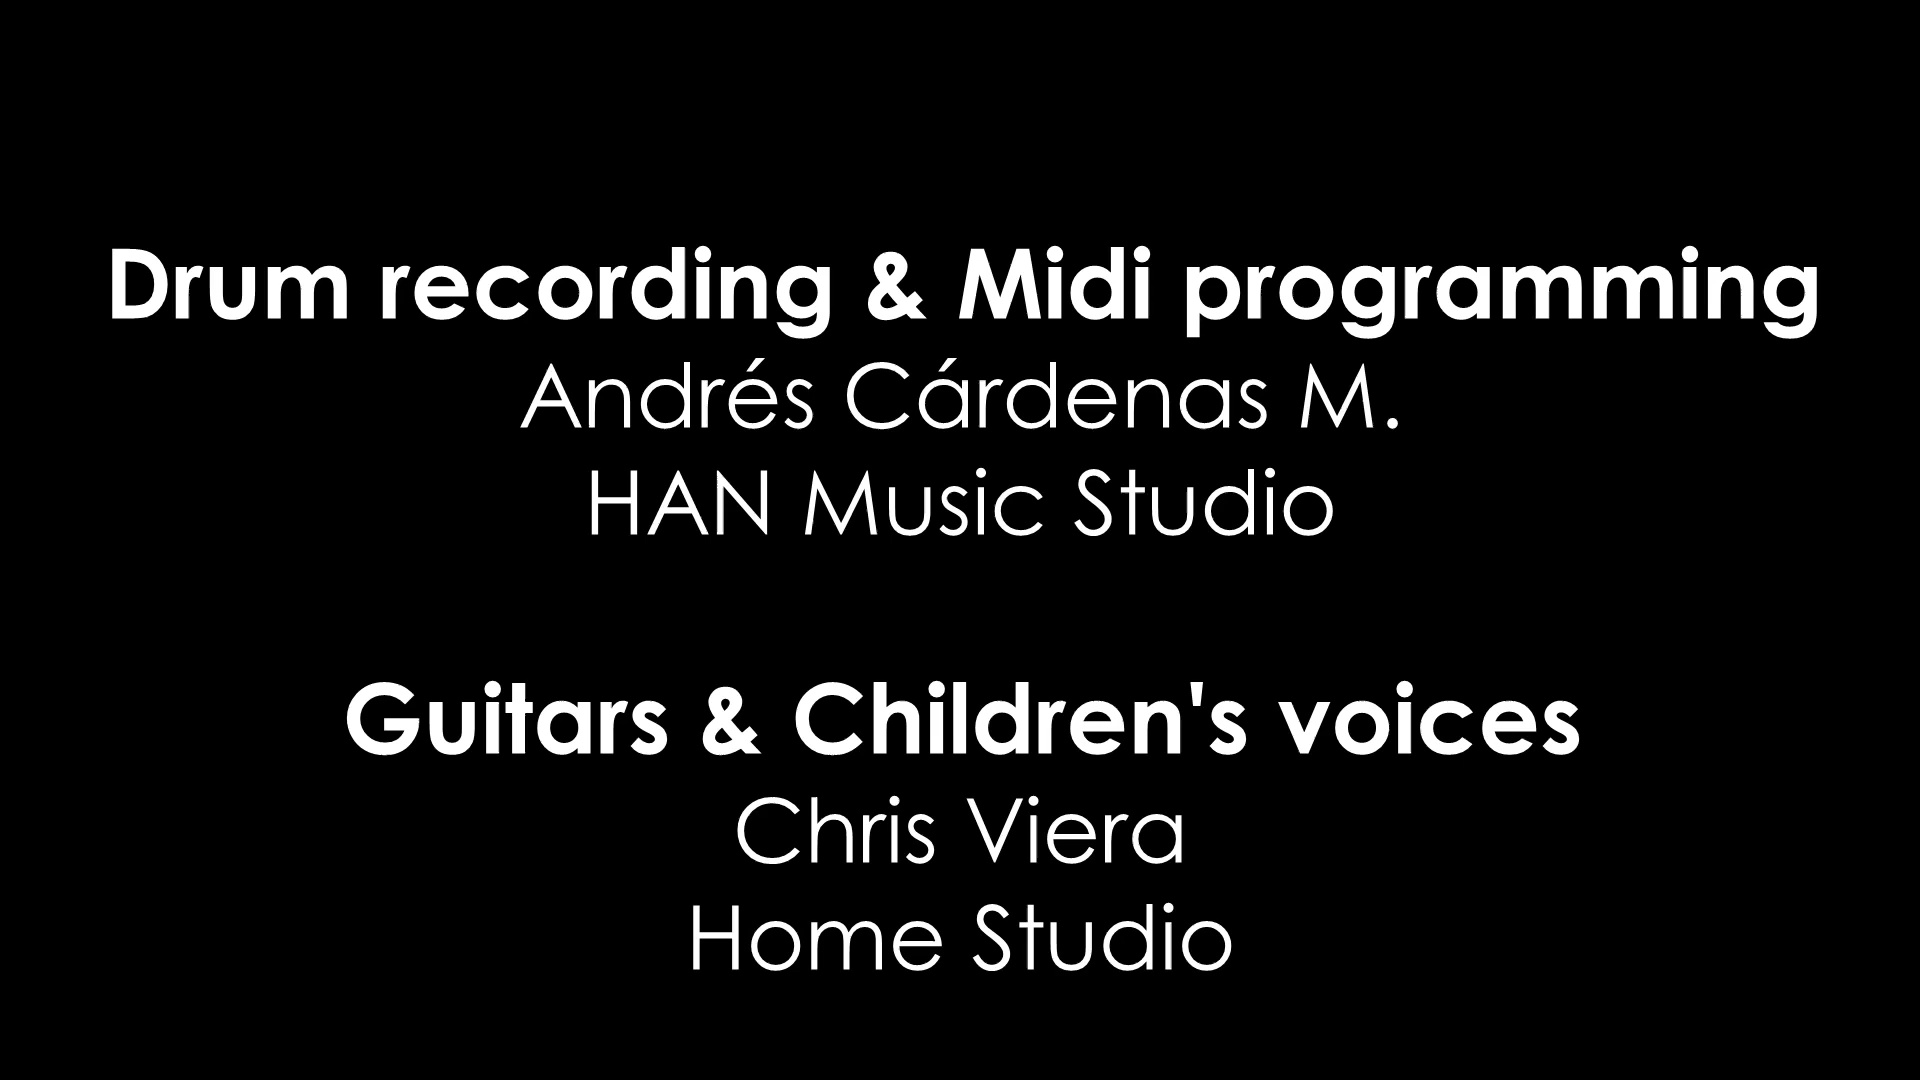 Drum recording & Midi programming
Andrés Cárdenas M.
HAN Music Studio
Guitars & Children's voices
Chris Viera
Home Studio